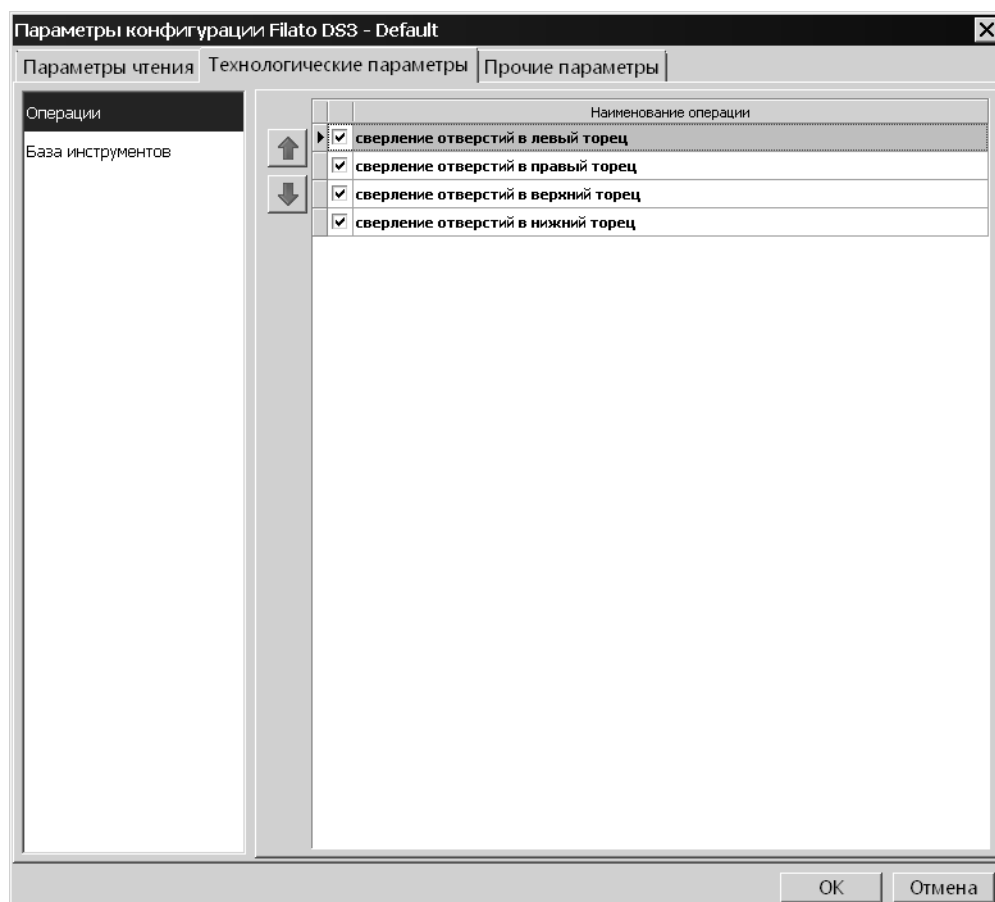 Параметры конфигурации Filato DS3 - Default
Параметры чтения Технологические параметры Прочие параметры
Операции
База инструментов
Наименование операции
сверление отверстий в левый торец
сверление отверстий в правый торец
сверление отверстий в верхний торец
сверление отверстий в нижний торец
OK Отмена